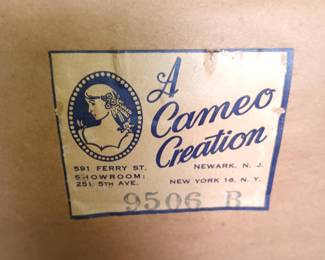 A
Cameo
Creation
591 FERRY ST. NEWARK, N. J.
SHOWROOM:
251 5TH AVE. NEW YORK 16, N. Y.
9506 R